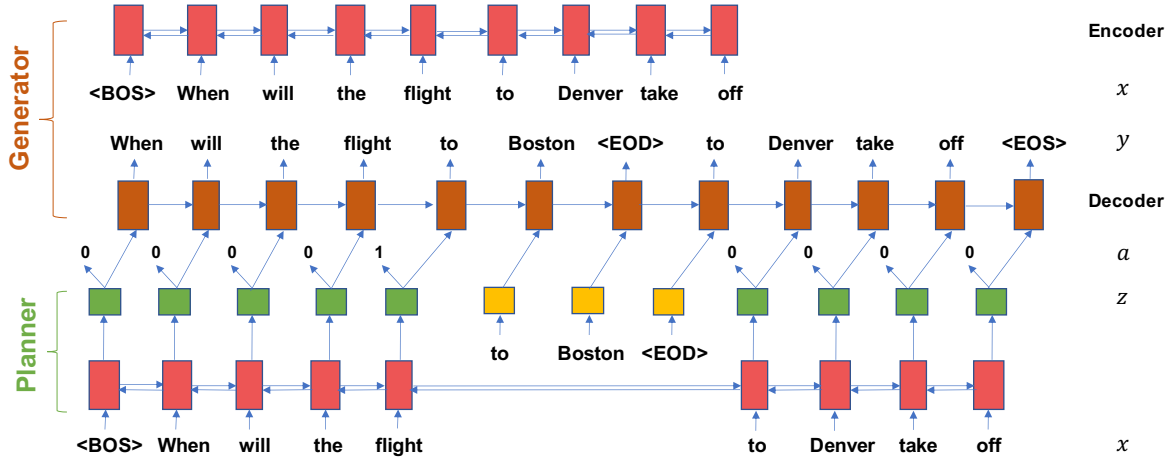 Generator
Encoder
<BOS> When will the flight to Denver take off x
When will the flight to Boston <EOD> to Denver take off <EOS> y
Decoder
0 0 0 0 1 0 0 0 0 a
Planner
z
to Boston <EOD>
<BOS> When will the flight to Denver take off x